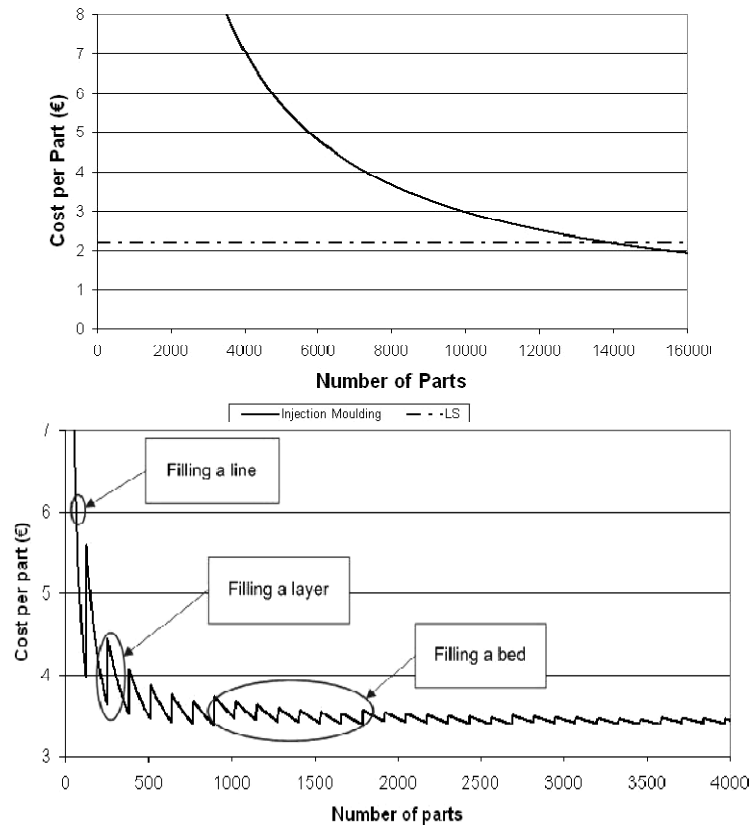 8
7
6
5
4
3
2
1
0
Cost per Part (€)
0 2000 4000 6000 8000 10000 12000 14000 16000
Number of Parts
Injection Moulding LS
7
6
5
4
3
Cost per part (€)
Filling a line
Filling a layer
Filling a bed
0 500 1000 1500 2000 2500 3000 3500 4000
Number of parts